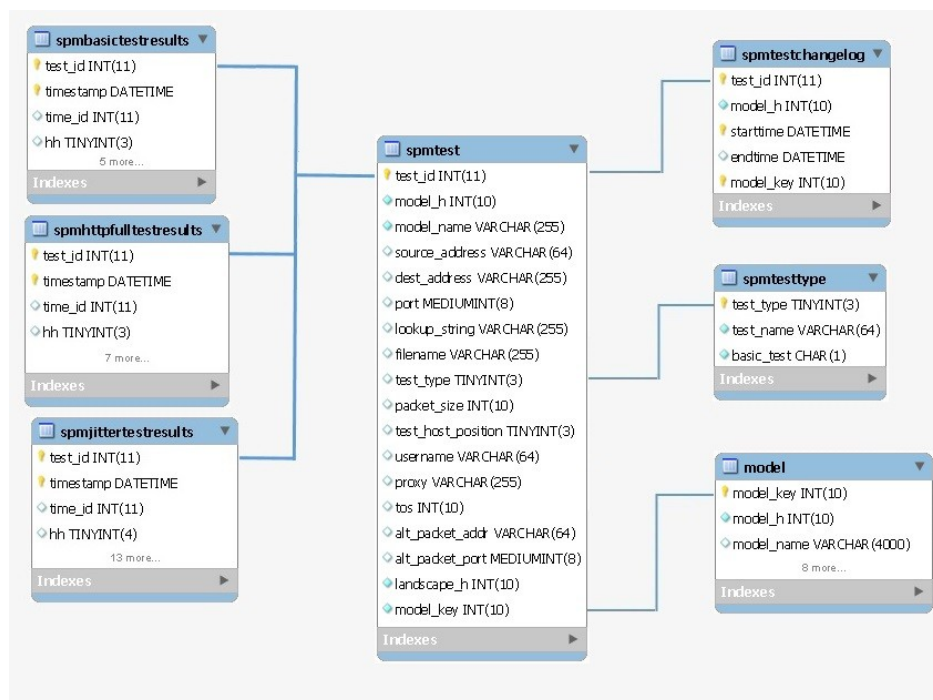 spmbasictestresults
test_id INT(11)
timestamp DATETIME
time_id INT(11)
hh TINYINT(3)
5 more...
Indexes
spmhttpfulltestresults
test_id INT(11)
timestamp DATETIME
time_id INT(11)
hh TINYINT(3)
7 more...
Indexes
spmjittertestresults
test_id INT(11)
timestamp DATETIME
time_id INT(11)
hh TINYINT(4)
13 more...
Indexes
spmtest
test_id INT(11)
model_h INT(10)
model_name VARCHAR(255)
source_address VARCHAR(64)
dest_address VARCHAR(255)
port MEDIUMINT(8)
lookup_string VARCHAR(255)
filename VARCHAR(255)
test_type TINYINT(3)
packet_size INT(10)
test_host_position TINYINT(3)
username VARCHAR(64)
proxy VARCHAR(255)
tos INT(10)
alt_packet_addr VARCHAR(64)
alt_packet_port MEDIUMINT(8)
landscape_h INT(10)
model_key INT(10)
Indexes
spmtestchangelog
test_id INT(11)
model_h INT(10)
starttime DATETIME
endtime DATETIME
model_key INT(10)
Indexes
spmtesttype
test_type TINYINT(3)
test_name VARCHAR(64)
basic_test CHAR(1)
Indexes
model
model_key INT(10)
model_h INT(10)
model_name VARCHAR(4000)
8 more...
Indexes